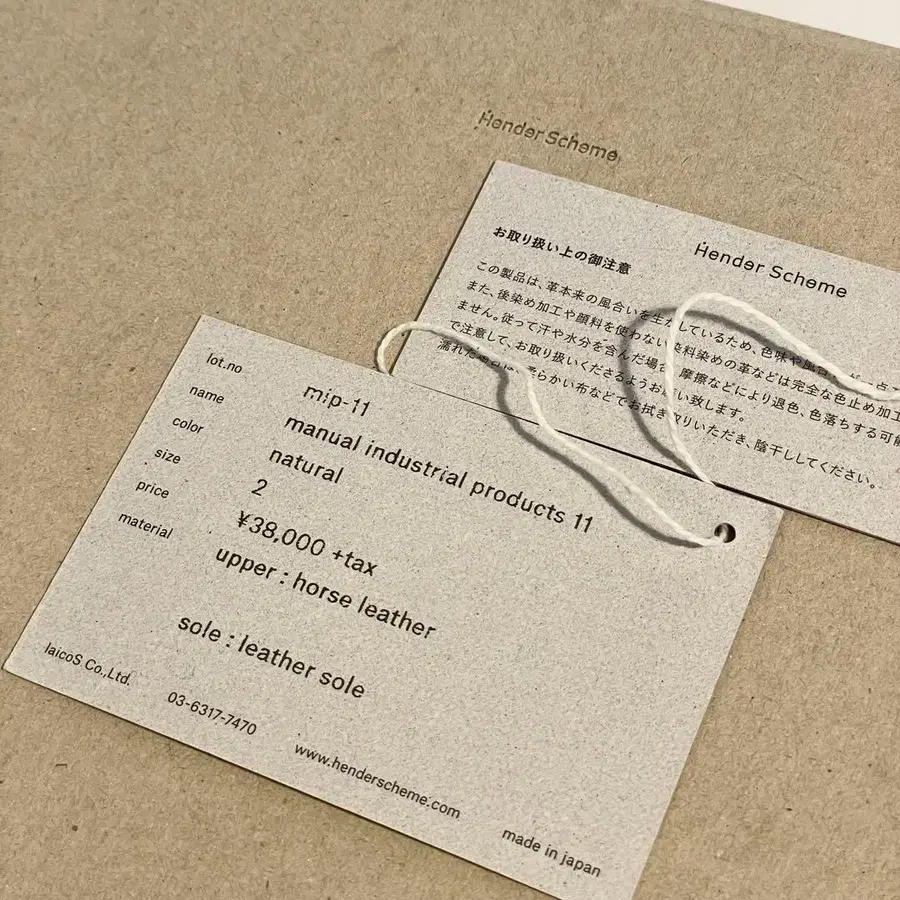 Hender Scheme
Hender Scheme
お取り扱い上の御注意
この製品は、革本来の風合いを生かしているため、色味や風合
また、後染め加工や顔料を使わない染料染めの革などは完全な色止め加工
ません。従って汗や水分を含んだ場合、摩擦などにより退色、色落ちする可能
で注意して、お取り扱いくださるようお願い致します。
濡れた場合は、柔らかい布などでお拭き取りいただき、陰干ししてください。
lot.no mip-11
name manual industrial products 11
color natural
size 2
price ¥38,000 +tax
material upper : horse leather
sole : leather sole
laicoS Co.,Ltd. 03-6317-7470 www.henderscheme.com made in japan